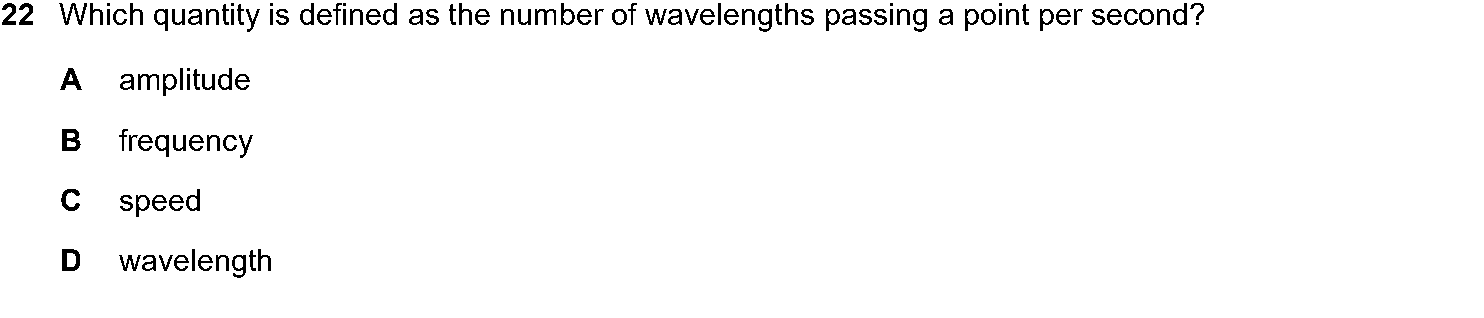 22 Which quantity is defined as the number of wavelengths passing a point per second?
A amplitude
B frequency
C speed
D wavelength